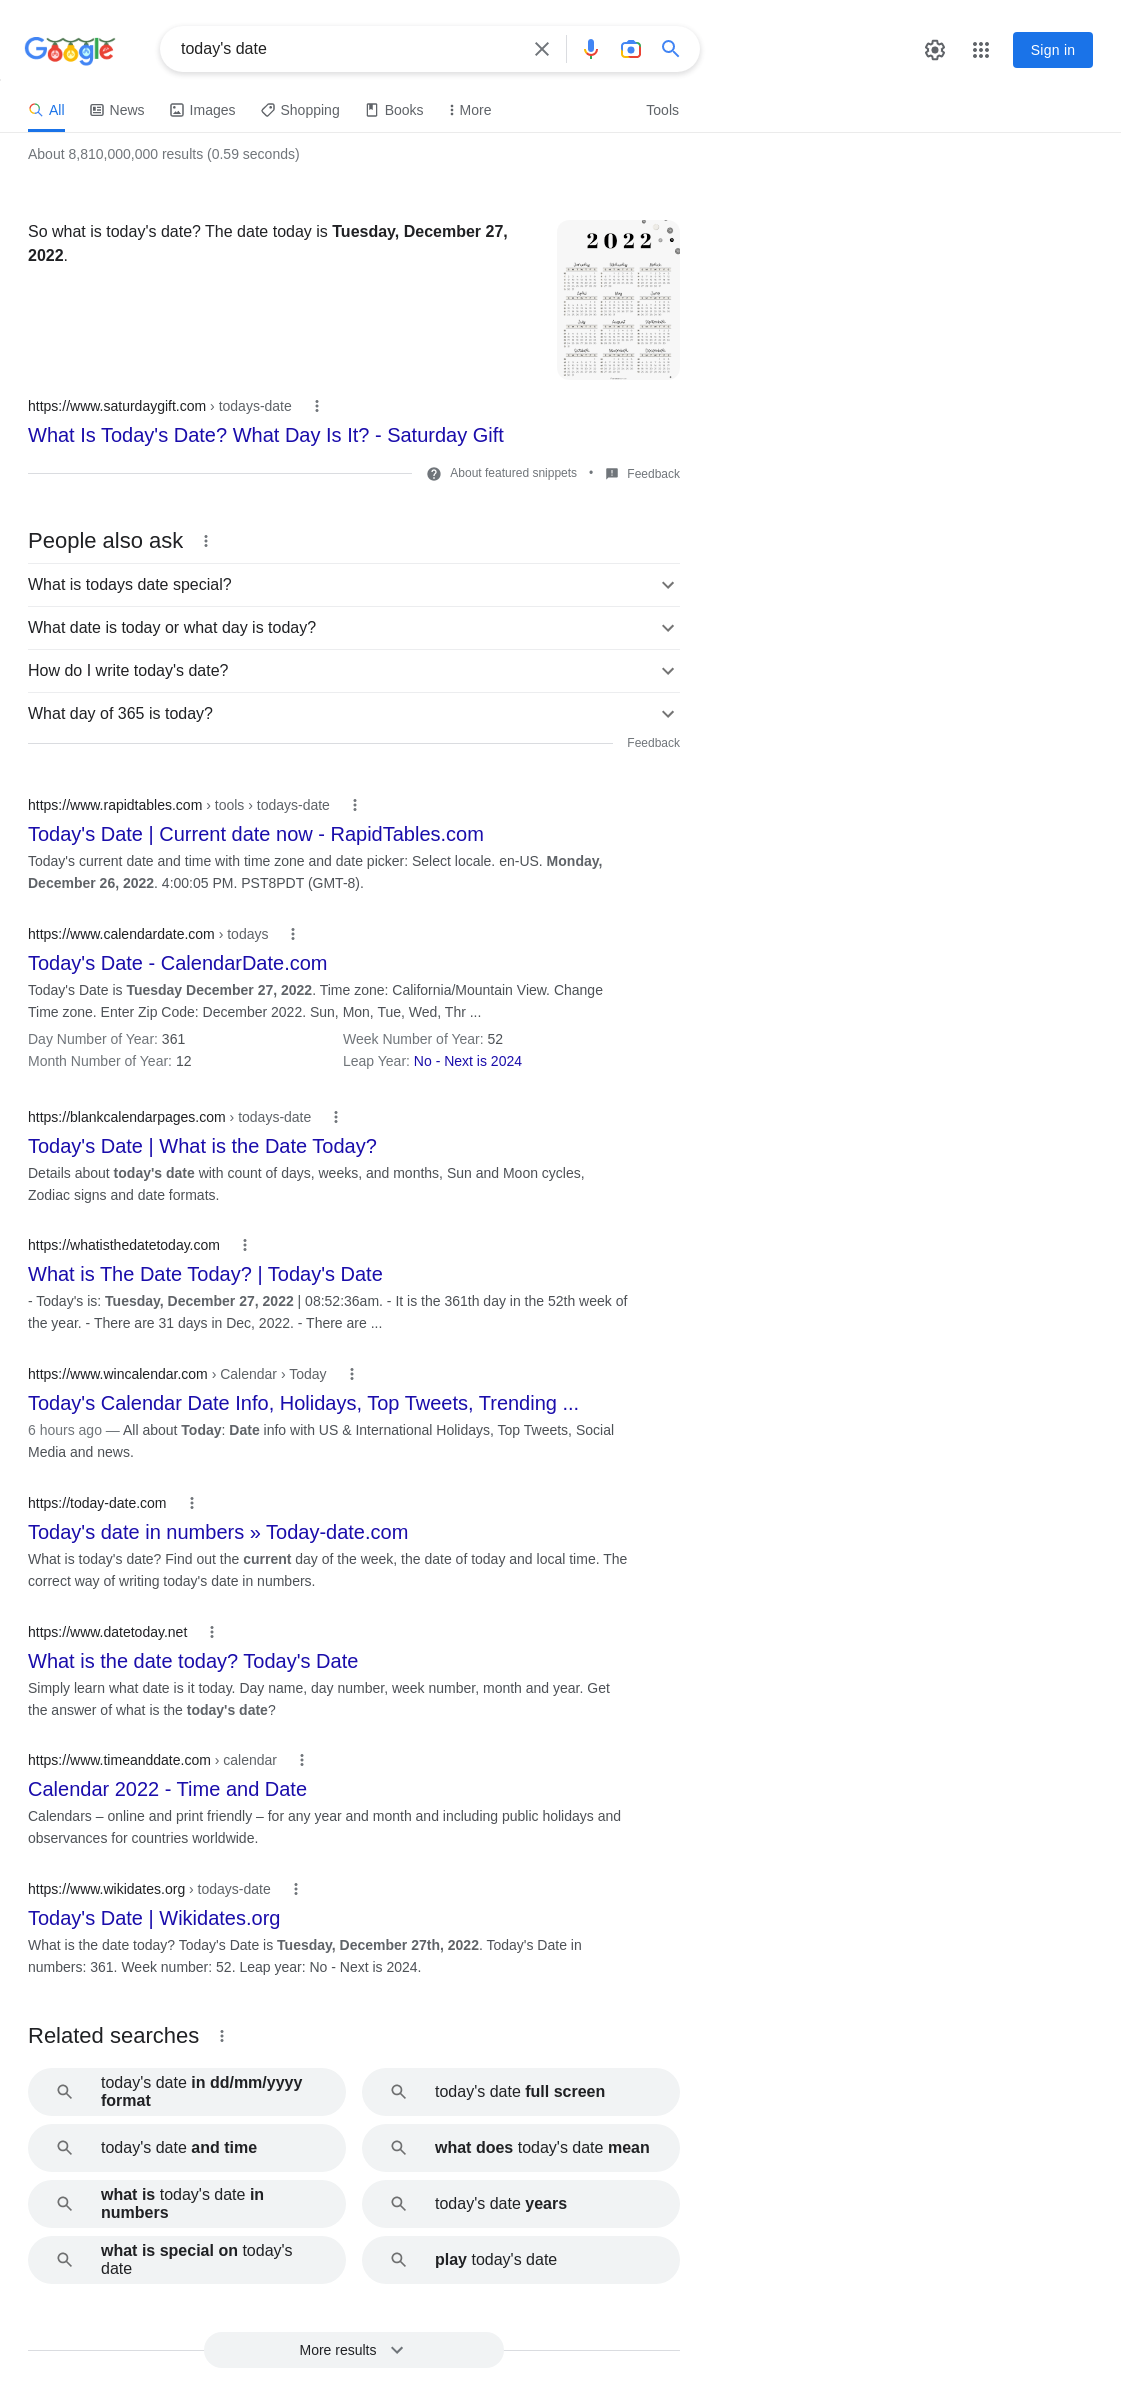 Google
today's date
Sign in
All
News
Images
Shopping
Books
More
Tools
About 8,810,000,000 results (0.59 seconds)
So what is today's date? The date today is Tuesday, December 27,
2022.
2022
https://www.saturdaygift.com › todays-date
What Is Today's Date? What Day Is It? - Saturday Gift
About featured snippets • Feedback
People also ask
What is todays date special?
What date is today or what day is today?
How do I write today's date?
What day of 365 is today?
Feedback
https://www.rapidtables.com › tools › todays-date
Today's Date | Current date now - RapidTables.com
Today's current date and time with time zone and date picker: Select locale. en-US. Monday,
December 26, 2022. 4:00:05 PM. PST8PDT (GMT-8).
https://www.calendardate.com › todays
Today's Date - CalendarDate.com
Today's Date is Tuesday December 27, 2022. Time zone: California/Mountain View. Change
Time zone. Enter Zip Code: December 2022. Sun, Mon, Tue, Wed, Thr ...
Day Number of Year: 361
Week Number of Year: 52
Month Number of Year: 12
Leap Year: No - Next is 2024
https://blankcalendarpages.com › todays-date
Today's Date | What is the Date Today?
Details about today's date with count of days, weeks, and months, Sun and Moon cycles,
Zodiac signs and date formats.
https://whatisthedatetoday.com
What is The Date Today? | Today's Date
- Today's is: Tuesday, December 27, 2022 | 08:52:36am. - It is the 361th day in the 52th week of
the year. - There are 31 days in Dec, 2022. - There are ...
https://www.wincalendar.com › Calendar › Today
Today's Calendar Date Info, Holidays, Top Tweets, Trending ...
6 hours ago — All about Today: Date info with US & International Holidays, Top Tweets, Social
Media and news.
https://today-date.com
Today's date in numbers » Today-date.com
What is today's date? Find out the current day of the week, the date of today and local time. The
correct way of writing today's date in numbers.
https://www.datetoday.net
What is the date today? Today's Date
Simply learn what date is it today. Day name, day number, week number, month and year. Get
the answer of what is the today's date?
https://www.timeanddate.com › calendar
Calendar 2022 - Time and Date
Calendars – online and print friendly – for any year and month and including public holidays and
observances for countries worldwide.
https://www.wikidates.org › todays-date
Today's Date | Wikidates.org
What is the date today? Today's Date is Tuesday, December 27th, 2022. Today's Date in
numbers: 361. Week number: 52. Leap year: No - Next is 2024.
Related searches
today's date in dd/mm/yyyy
format
today's date full screen
today's date and time
what does today's date mean
what is today's date in
numbers
today's date years
what is special on today's
date
play today's date
More results